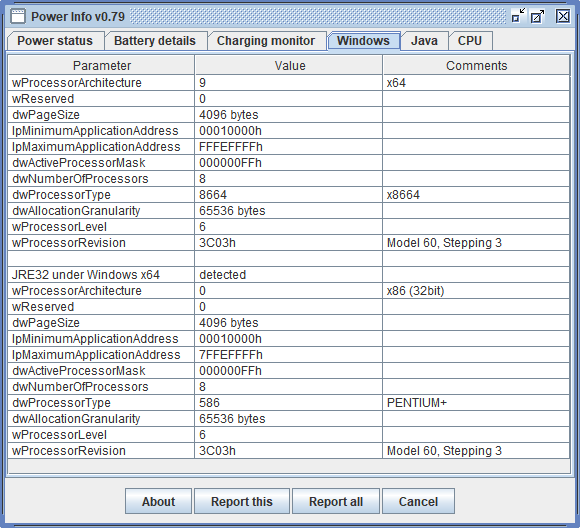 Power Info v0.79
Power status Battery details Charging monitor Windows Java CPU
Parameter Value Comments
wProcessorArchitecture 9 x64
wReserved 0
dwPageSize 4096 bytes
lpMinimumApplicationAddress 00010000h
lpMaximumApplicationAddress FFFEFFFFh
dwActiveProcessorMask 000000FFh
dwNumberOfProcessors 8
dwProcessorType 8664 x8664
dwAllocationGranularity 65536 bytes
wProcessorLevel 6
wProcessorRevision 3C03h Model 60, Stepping 3
JRE32 under Windows x64 detected
wProcessorArchitecture 0 x86 (32bit)
wReserved 0
dwPageSize 4096 bytes
lpMinimumApplicationAddress 00010000h
lpMaximumApplicationAddress 7FFEFFFFh
dwActiveProcessorMask 000000FFh
dwNumberOfProcessors 8
dwProcessorType 586 PENTIUM+
dwAllocationGranularity 65536 bytes
wProcessorLevel 6
wProcessorRevision 3C03h Model 60, Stepping 3
About Report this Report all Cancel